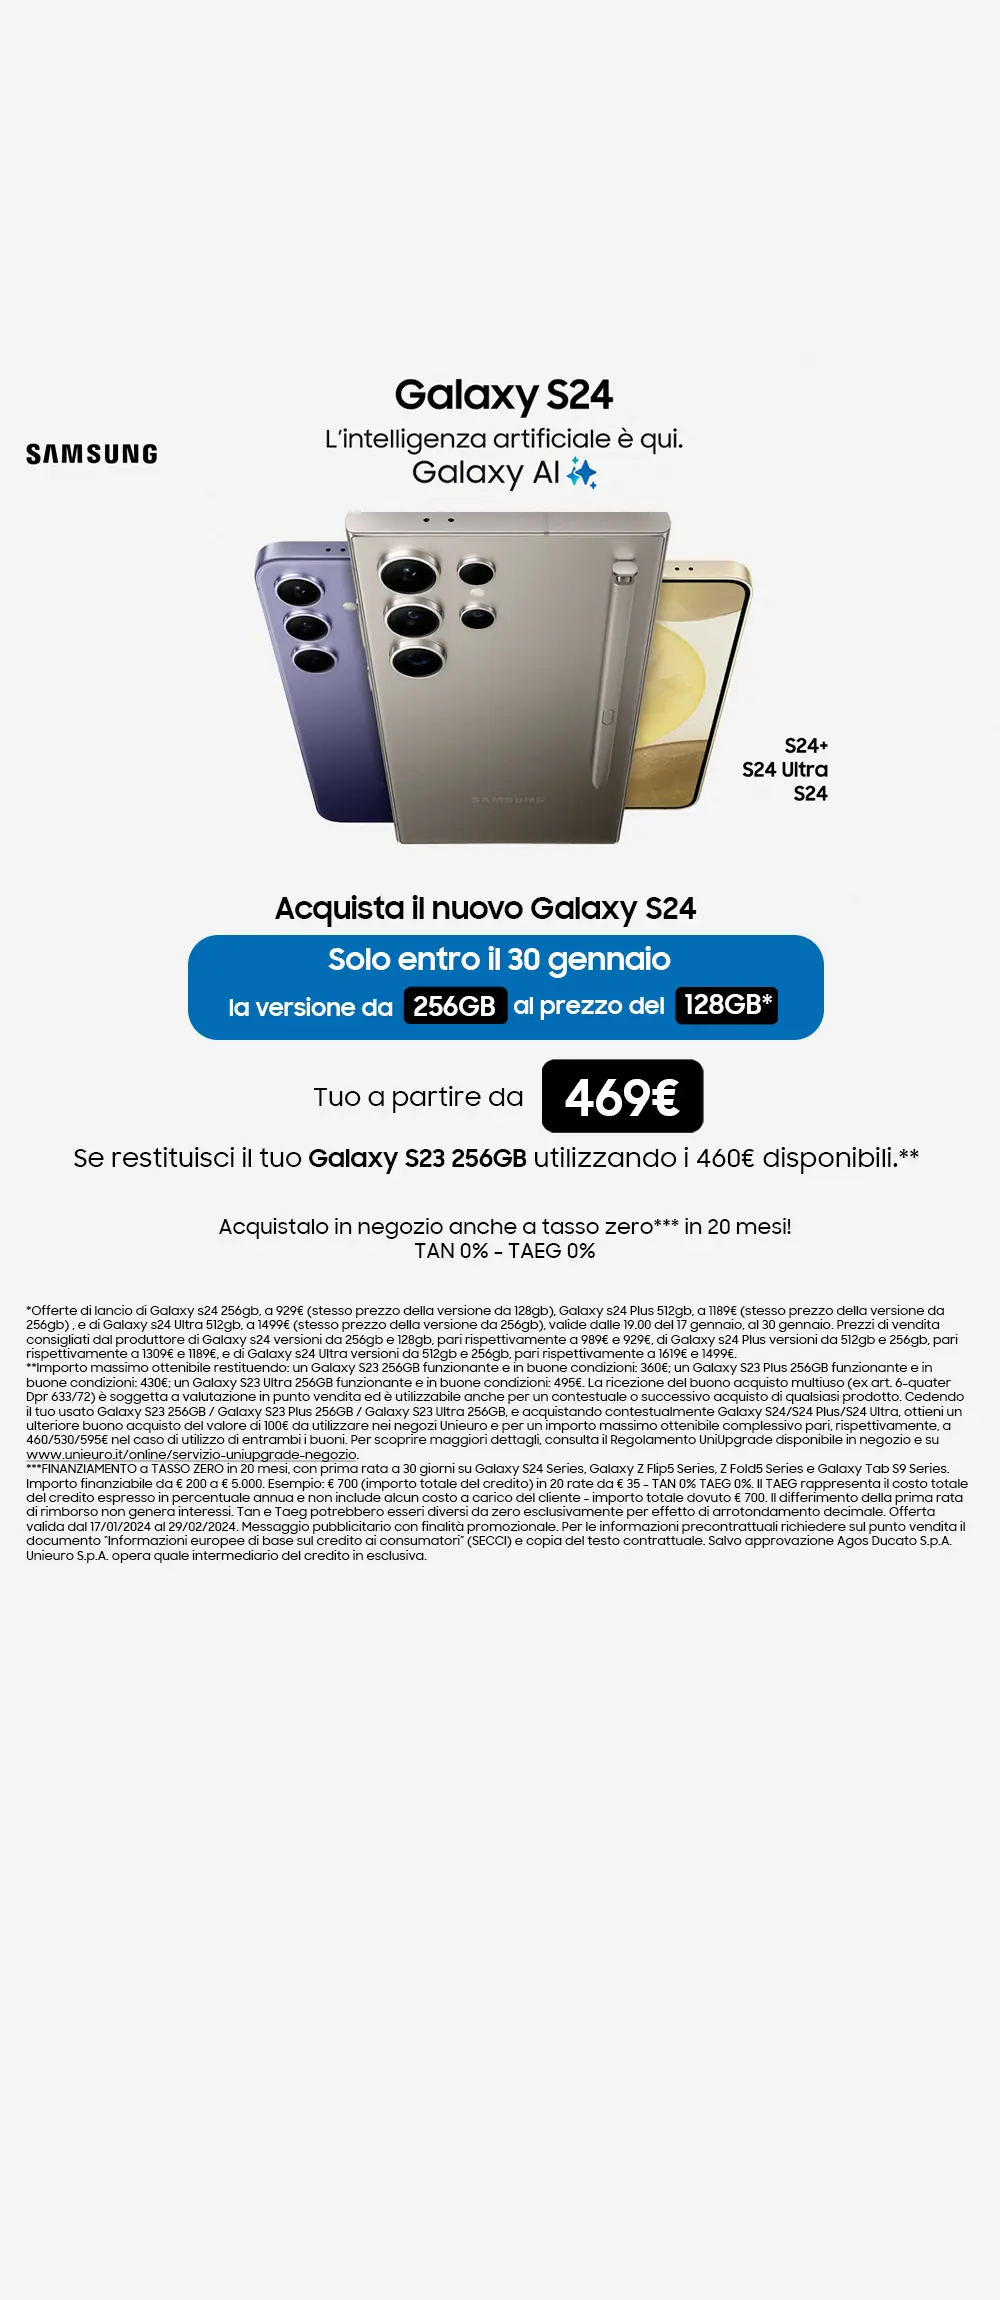 Galaxy S24
L'intelligenza artificiale è qui.
SAMSUNG
Galaxy AI
SAMSUNG
S24+
S24 Ultra
S24
Acquista il nuovo Galaxy S24
Solo entro il 30 gennaio
la versione da 256GB al prezzo del 128GB*
Tuo a partire da 469€
Se restituisci il tuo Galaxy S23 256GB utilizzando i 460€ disponibili.**
Acquistalo in negozio anche a tasso zero*** in 20 mesi!
TAN 0% - TAEG 0%
*Offerte di lancio di Galaxy s24 256gb, a 929€ (stesso prezzo della versione da 128gb), Galaxy s24 Plus 512gb, a 1189€ (stesso prezzo della versione da
256gb) , e di Galaxy s24 Ultra 512gb, a 1499€ (stesso prezzo della versione da 256gb), valide dalle 19.00 del 17 gennaio, al 30 gennaio. Prezzi di vendita
consigliati dal produttore di Galaxy s24 versioni da 256gb e 128gb, pari rispettivamente a 989€ e 929€, di Galaxy s24 Plus versioni da 512gb e 256gb, pari
rispettivamente a 1309€ e 1189€, e di Galaxy s24 Ultra versioni da 512gb e 256gb, pari rispettivamente a 1619€ e 1499€.
**Importo massimo ottenibile restituendo: un Galaxy S23 256GB funzionante e in buone condizioni: 360€; un Galaxy S23 Plus 256GB funzionante e in
buone condizioni: 430€; un Galaxy S23 Ultra 256GB funzionante e in buone condizioni: 495€. La ricezione del buono acquisto multiuso (ex art. 6-quater
Dpr 633/72) è soggetta a valutazione in punto vendita ed è utilizzabile anche per un contestuale o successivo acquisto di qualsiasi prodotto. Cedendo
il tuo usato Galaxy S23 256GB / Galaxy S23 Plus 256GB / Galaxy S23 Ultra 256GB, e acquistando contestualmente Galaxy S24/S24 Plus/S24 Ultra, ottieni un
ulteriore buono acquisto del valore di 100€ da utilizzare nei negozi Unieuro e per un importo massimo ottenibile complessivo pari, rispettivamente, a
460/530/595€ nel caso di utilizzo di entrambi i buoni. Per scoprire maggiori dettagli, consulta il Regolamento UniUpgrade disponibile in negozio e su
www.unieuro.it/online/servizio-uniupgrade-negozio.
***FINANZIAMENTO a TASSO ZERO in 20 mesi, con prima rata a 30 giorni su Galaxy S24 Series, Galaxy Z Flip5 Series, Z Fold5 Series e Galaxy Tab S9 Series.
Importo finanziabile da € 200 a € 5.000. Esempio: € 700 (importo totale del credito) in 20 rate da € 35 - TAN 0% TAEG 0%. Il TAEG rappresenta il costo totale
del credito espresso in percentuale annua e non include alcun costo a carico del cliente - importo totale dovuto € 700. Il differimento della prima rata
di rimborso non genera interessi. Tan e Taeg potrebbero esseri diversi da zero esclusivamente per effetto di arrotondamento decimale. Offerta
valida dal 17/01/2024 al 29/02/2024. Messaggio pubblicitario con finalità promozionale. Per le informazioni precontrattuali richiedere sul punto vendita il
documento "Informazioni europee di base sul credito ai consumatori" (SECCI) e copia del testo contrattuale. Salvo approvazione Agos Ducato S.p.A.
Unieuro S.p.A. opera quale intermediario del credito in esclusiva.